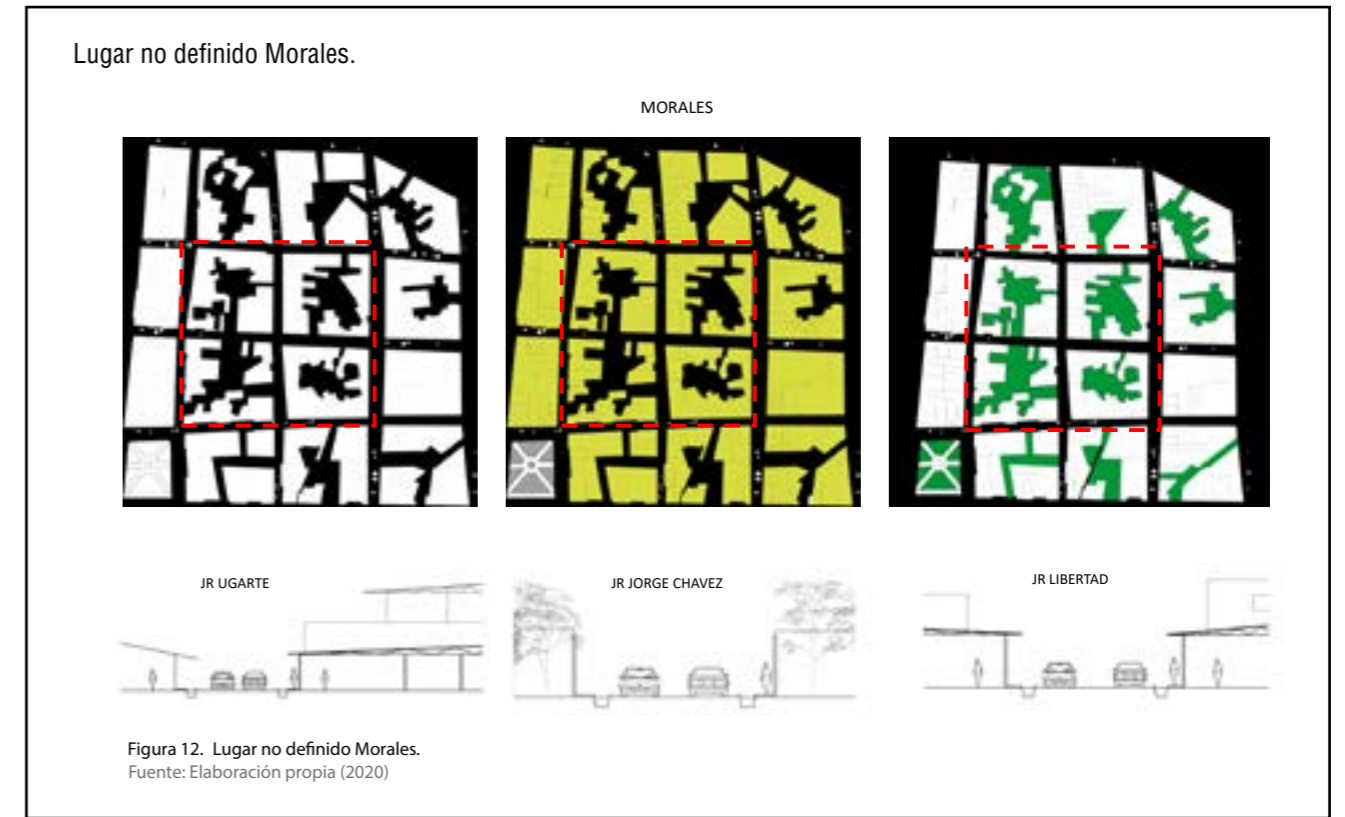 Lugar no definido Morales.
MORALES
JR UGARTE
JR JORGE CHAVEZ
JR LIBERTAD
Figura 12. Lugar no definido Morales.
Fuente: Elaboración propia (2020)